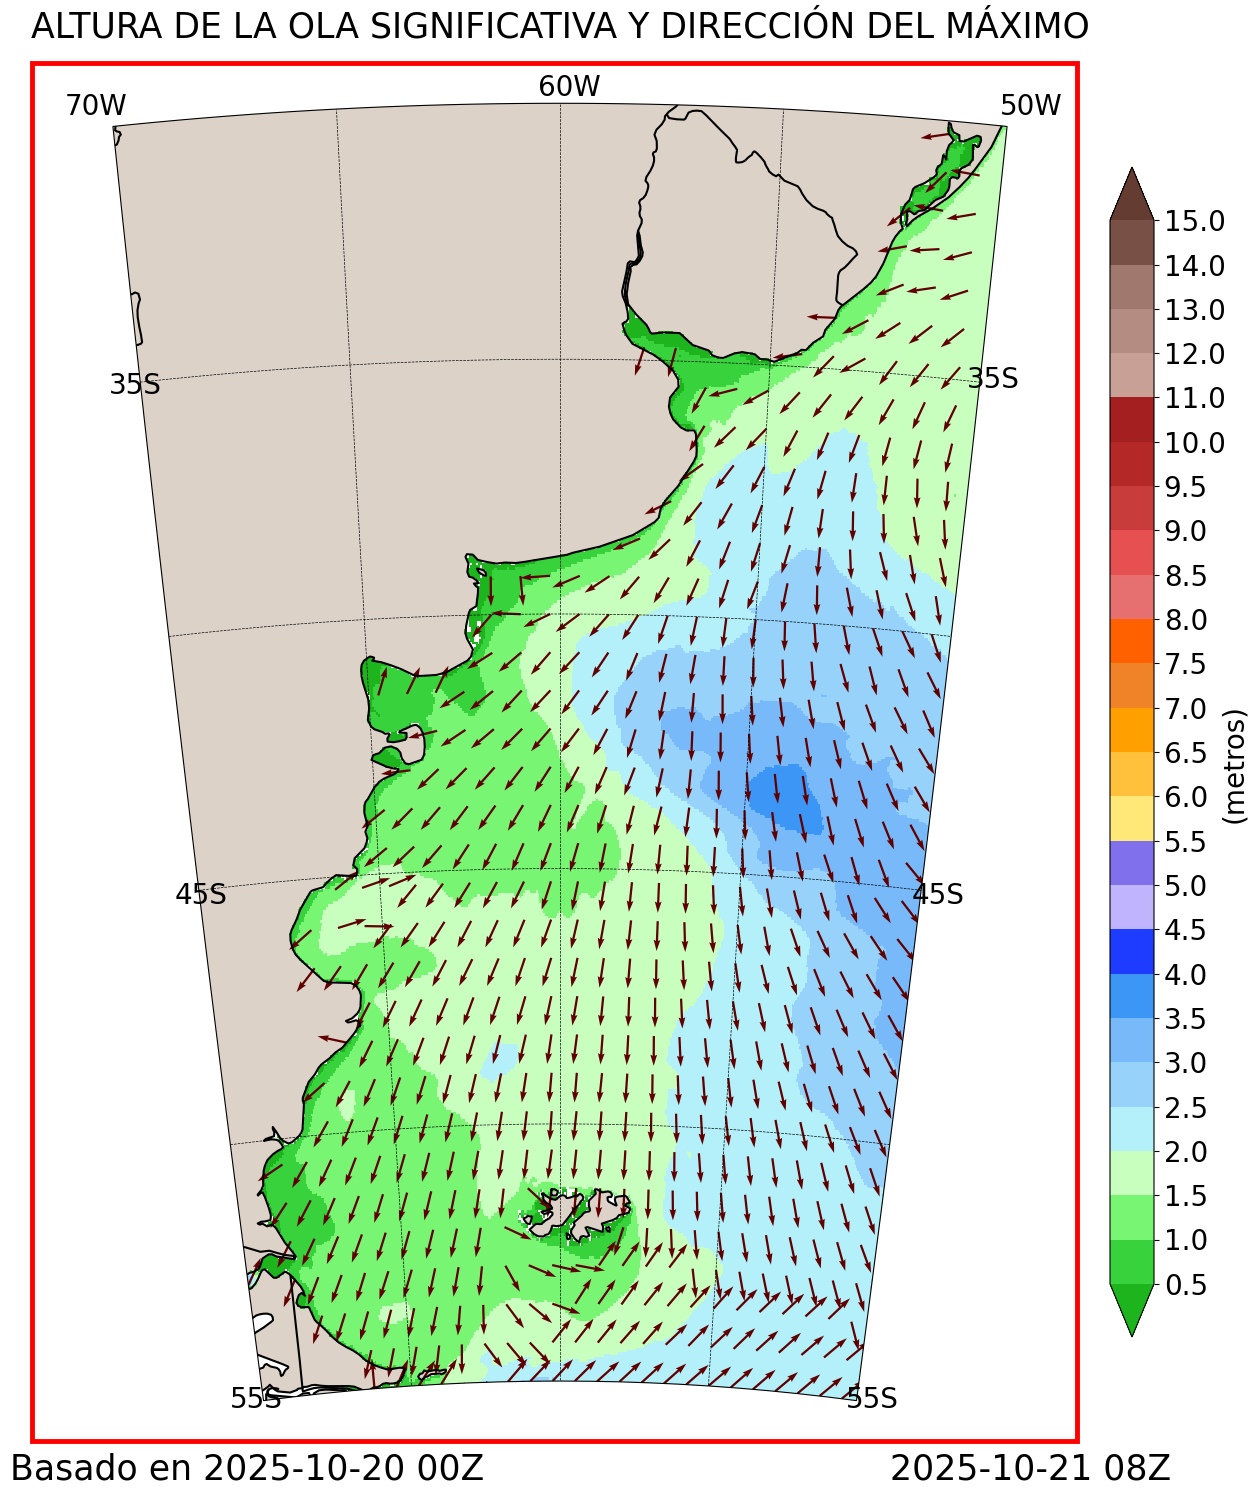 ALTURA DE LA OLA SIGNIFICATIVA Y DIRECCIÓN DEL MÁXIMO
70W
60W
50W
35S
35S
45S
45S
55S
55S
15.0
14.0
13.0
12.0
11.0
10.0
9.5
9.0
8.5
8.0
7.5
7.0
6.5
6.0
5.5
5.0
4.5
4.0
3.5
3.0
2.5
2.0
1.5
1.0
0.5
(metros)
Basado en 2025-10-20 00Z
2025-10-21 08Z